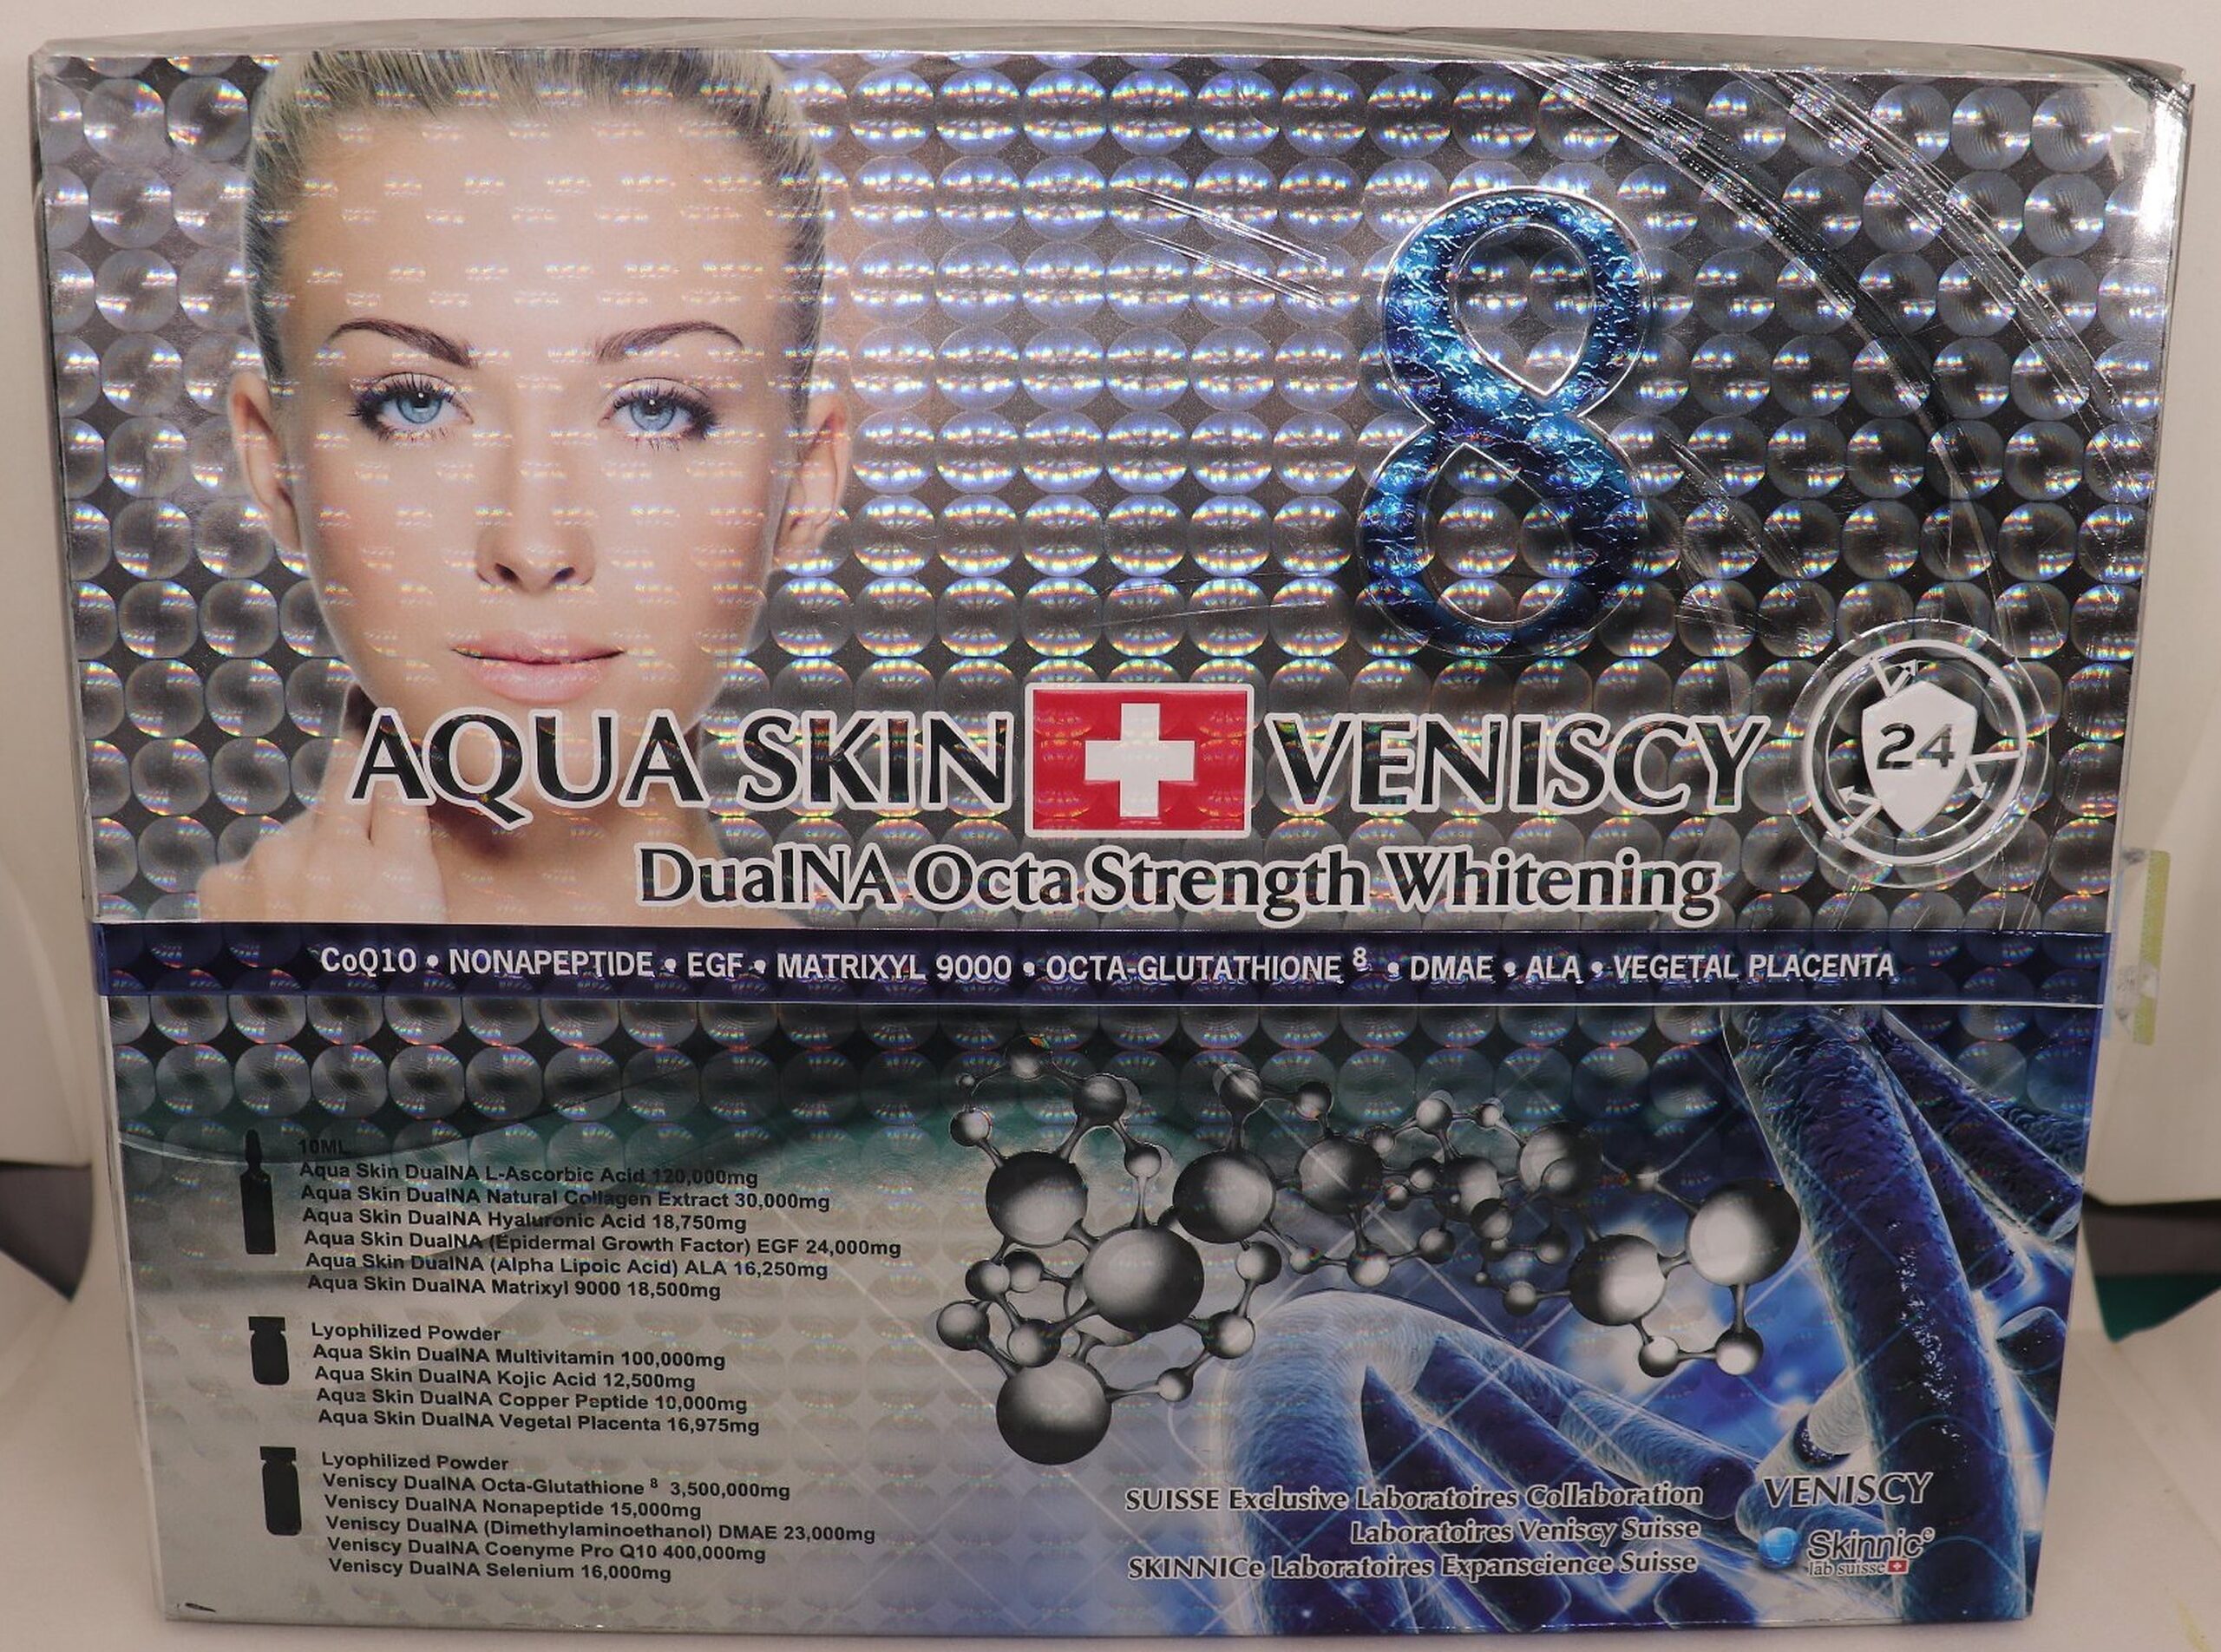 8
AQUA SKIN VENISCY
24
DualNA Octa Strength Whitening
CoQ10 • NONAPEPTIDE • EGF • MATRIXYL 9000 • OCTA-GLUTATHIONE 8 • DMAE • ALA • VEGETAL PLACENTA
10ML
Aqua Skin DualNA L-Ascorbic Acid 120,000mg
Aqua Skin DualNA Natural Collagen Extract 30,000mg
Aqua Skin DualNA Hyaluronic Acid 18,750mg
Aqua Skin DualNA (Epidermal Growth Factor) EGF 24,000mg
Aqua Skin DualNA (Alpha Lipoic Acid) ALA 16,250mg
Aqua Skin DualNA Matrixyl 9000 18,500mg
Lyophilized Powder
Aqua Skin DualNA Multivitamin 100,000mg
Aqua Skin DualNA Kojic Acid 12,500mg
Aqua Skin DualNA Copper Peptide 10,000mg
Aqua Skin DualNA Vegetal Placenta 16,975mg
Lyophilized Powder
Veniscy DualNA Octa-Glutathione 8 3,500,000mg
Veniscy DualNA Nonapeptide 15,000mg
Veniscy DualNA (Dimethylaminoethanol) DMAE 23,000mg
Veniscy DualNA Coenyme Pro Q10 400,000mg
Veniscy DualNA Selenium 16,000mg
SUISSE Exclusive Laboratoires Collaboration
Laboratoires Veniscy Suisse
SKINNICe Laboratoires Expanscience Suisse
VENISCY
Skinnice
lab suisse